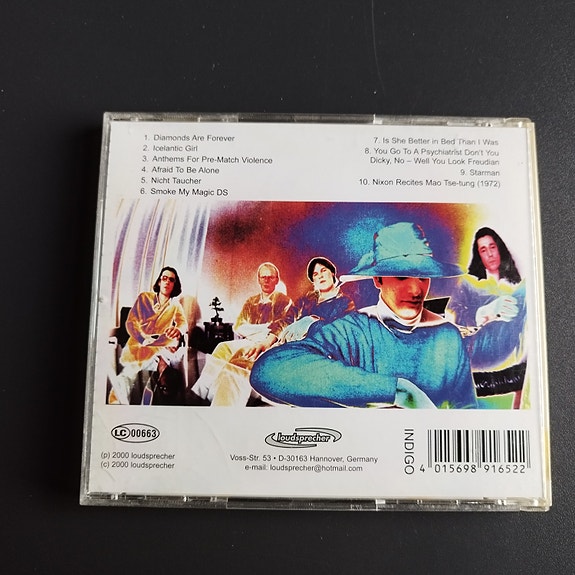 1. Diamonds Are Forever
2. Icelantic Girl
3. Anthems For Pre-Match Violence
4. Afraid To Be Alone
5. Nicht Taucher
6. Smoke My Magic DS
7. Is She Better in Bed Than I Was
8. You Go To A Psychiatrist Don't You
Dicky, No – Well You Look Freudian
9. Starman
10. Nixon Recites Mao Tse-tung (1972)
LC 00663
(p) 2000 loudsprecher
(c) 2000 loudsprecher
loudsprecher
Voss-Str. 53 • D-30163 Hannover, Germany
e-mail: loudsprecher@hotmail.com
INDIGO
4 015698 916522